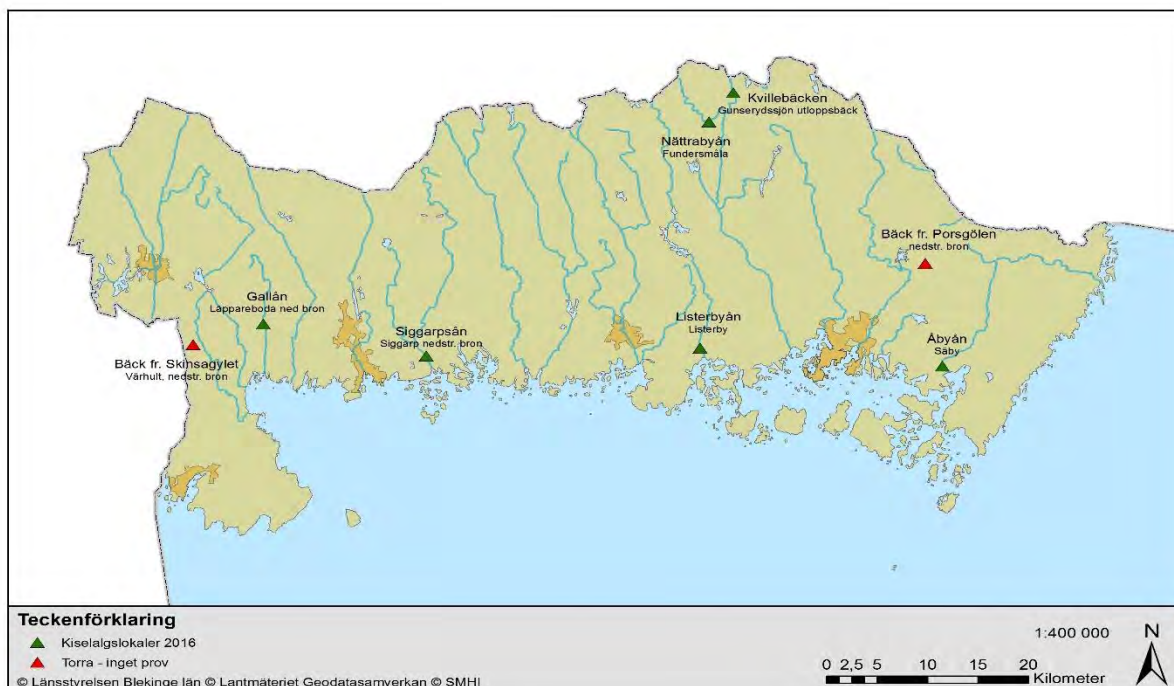 Kvillebäcken
Gunserydssjön utloppsbäck
Nättrabyån
Fundersmåla
Bäck fr. Porsgölen
nedstr. bron
Gallån
Lappareboda ned bron
Siggarpsån
Siggarp nedstr. bron
Listerbyån
Listerby
Åbyån
Säby
Bäck fr. Skinsagylet
Värhult, nedstr. bron
Teckenförklaring
Kiselalgslokaler 2016
Torra - inget prov
© Länsstyrelsen Blekinge län © Lantmäteriet Geodatasamverkan © SMHI
1:400 000
N
0 2,5 5 10 15 20
Kilometer